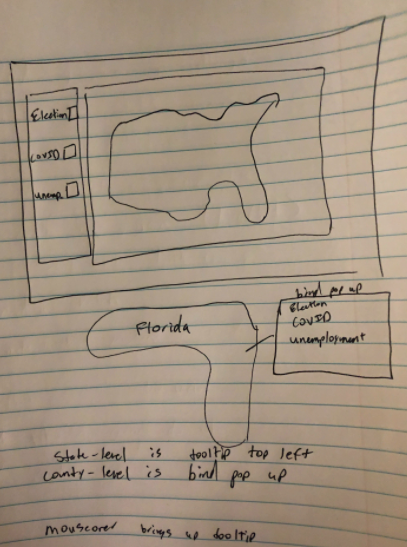 Election
COVID
unemp.
bind pop up
Election
COVID
unemployment
Florida
State-level is tooltip top left
county-level is bind pop up
mouseover brings up tooltip